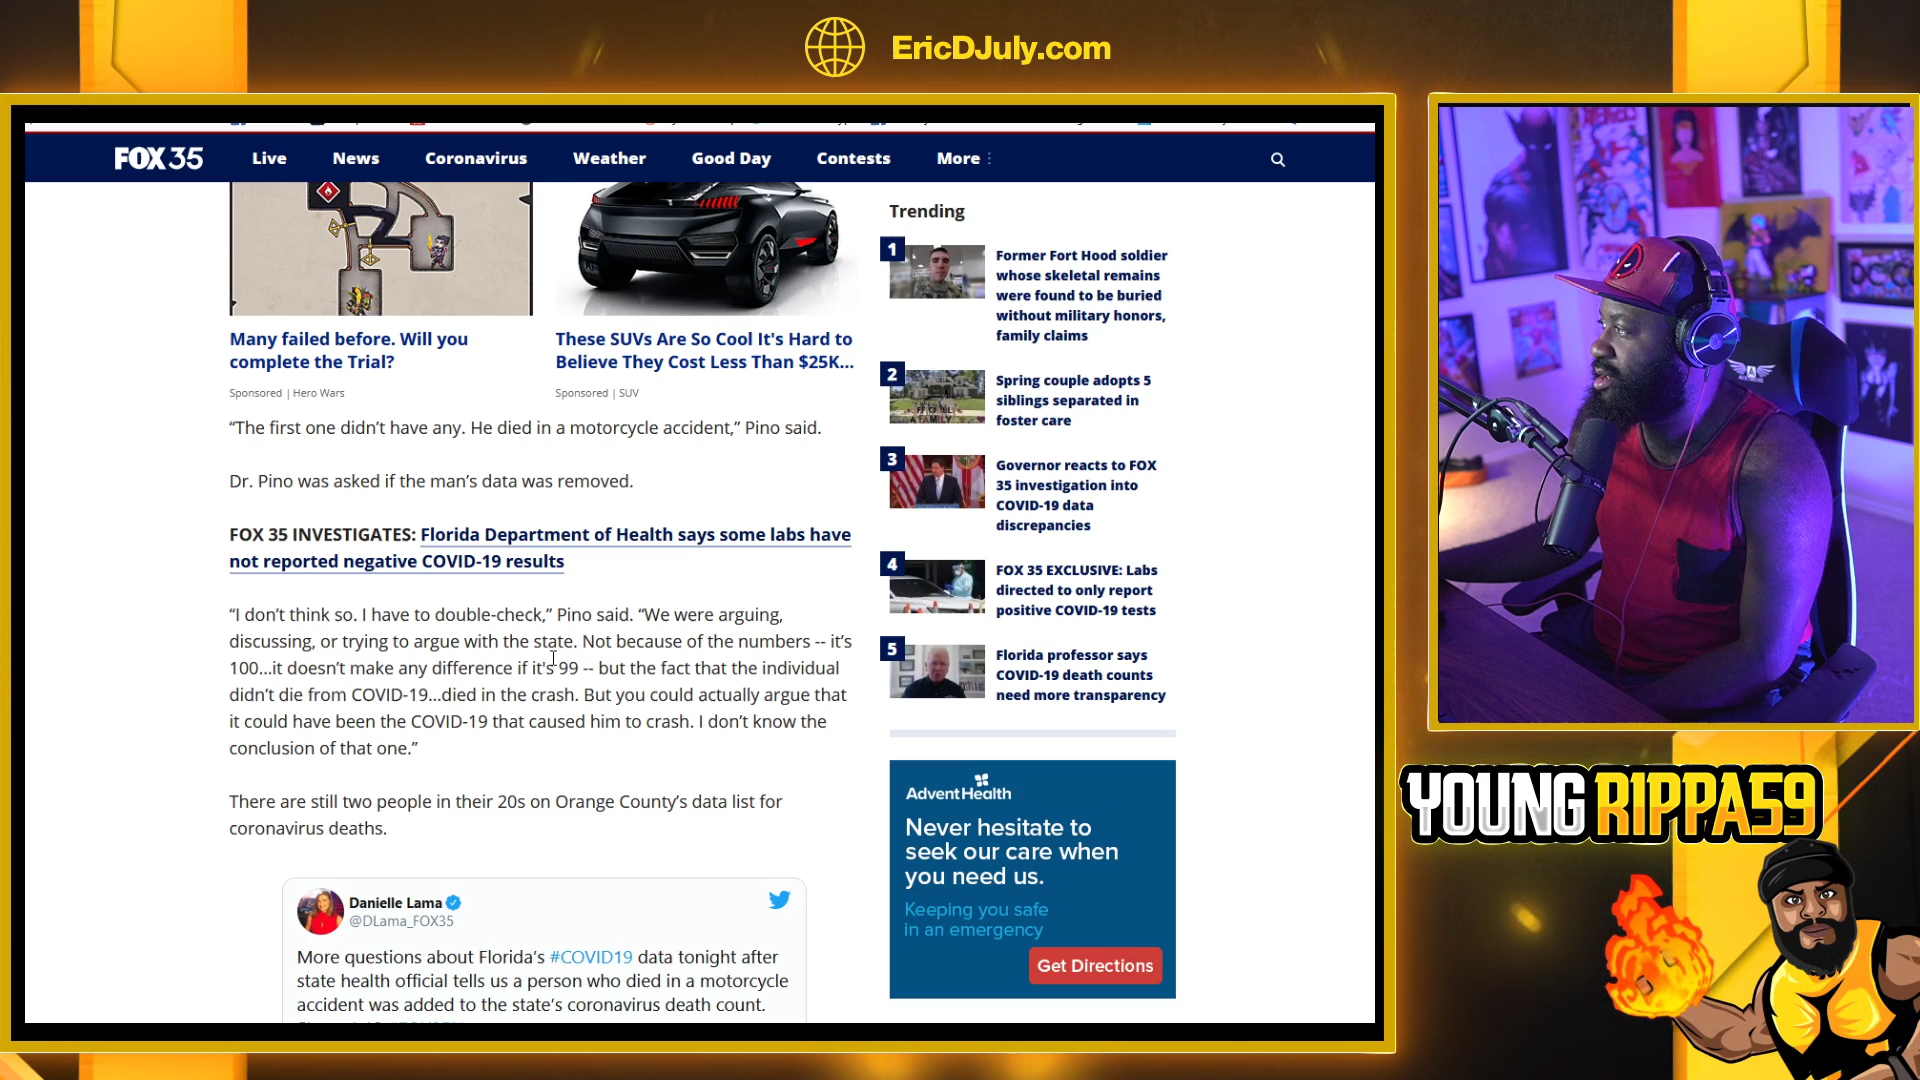 EricDJuly.com
FOX 35
Live
News
Coronavirus
Weather
Good Day
Contests
More
Many failed before. Will you
complete the Trial?
Sponsored | Hero Wars
These SUVs Are So Cool It's Hard to
Believe They Cost Less Than $25K...
Sponsored | SUV
“The first one didn’t have any. He died in a motorcycle accident,” Pino said.
Dr. Pino was asked if the man’s data was removed.
FOX 35 INVESTIGATES: Florida Department of Health says some labs have
not reported negative COVID-19 results
“I don’t think so. I have to double-check,” Pino said. “We were arguing,
discussing, or trying to argue with the state. Not because of the numbers -- it’s
100...it doesn’t make any difference if it's 99 -- but the fact that the individual
didn’t die from COVID-19...died in the crash. But you could actually argue that
it could have been the COVID-19 that caused him to crash. I don’t know the
conclusion of that one.”
There are still two people in their 20s on Orange County’s data list for
coronavirus deaths.
Danielle Lama
@DLama_FOX35
More questions about Florida’s #COVID19 data tonight after
state health official tells us a person who died in a motorcycle
accident was added to the state’s coronavirus death count.
Trending
1
Former Fort Hood soldier
whose skeletal remains
were found to be buried
without military honors,
family claims
2
Spring couple adopts 5
siblings separated in
foster care
3
Governor reacts to FOX
35 investigation into
COVID-19 data
discrepancies
4
FOX 35 EXCLUSIVE: Labs
directed to only report
positive COVID-19 tests
5
Florida professor says
COVID-19 death counts
need more transparency
AdventHealth
Never hesitate to
seek our care when
you need us.
Keeping you safe
in an emergency
Get Directions
YOUNG RIPPA59